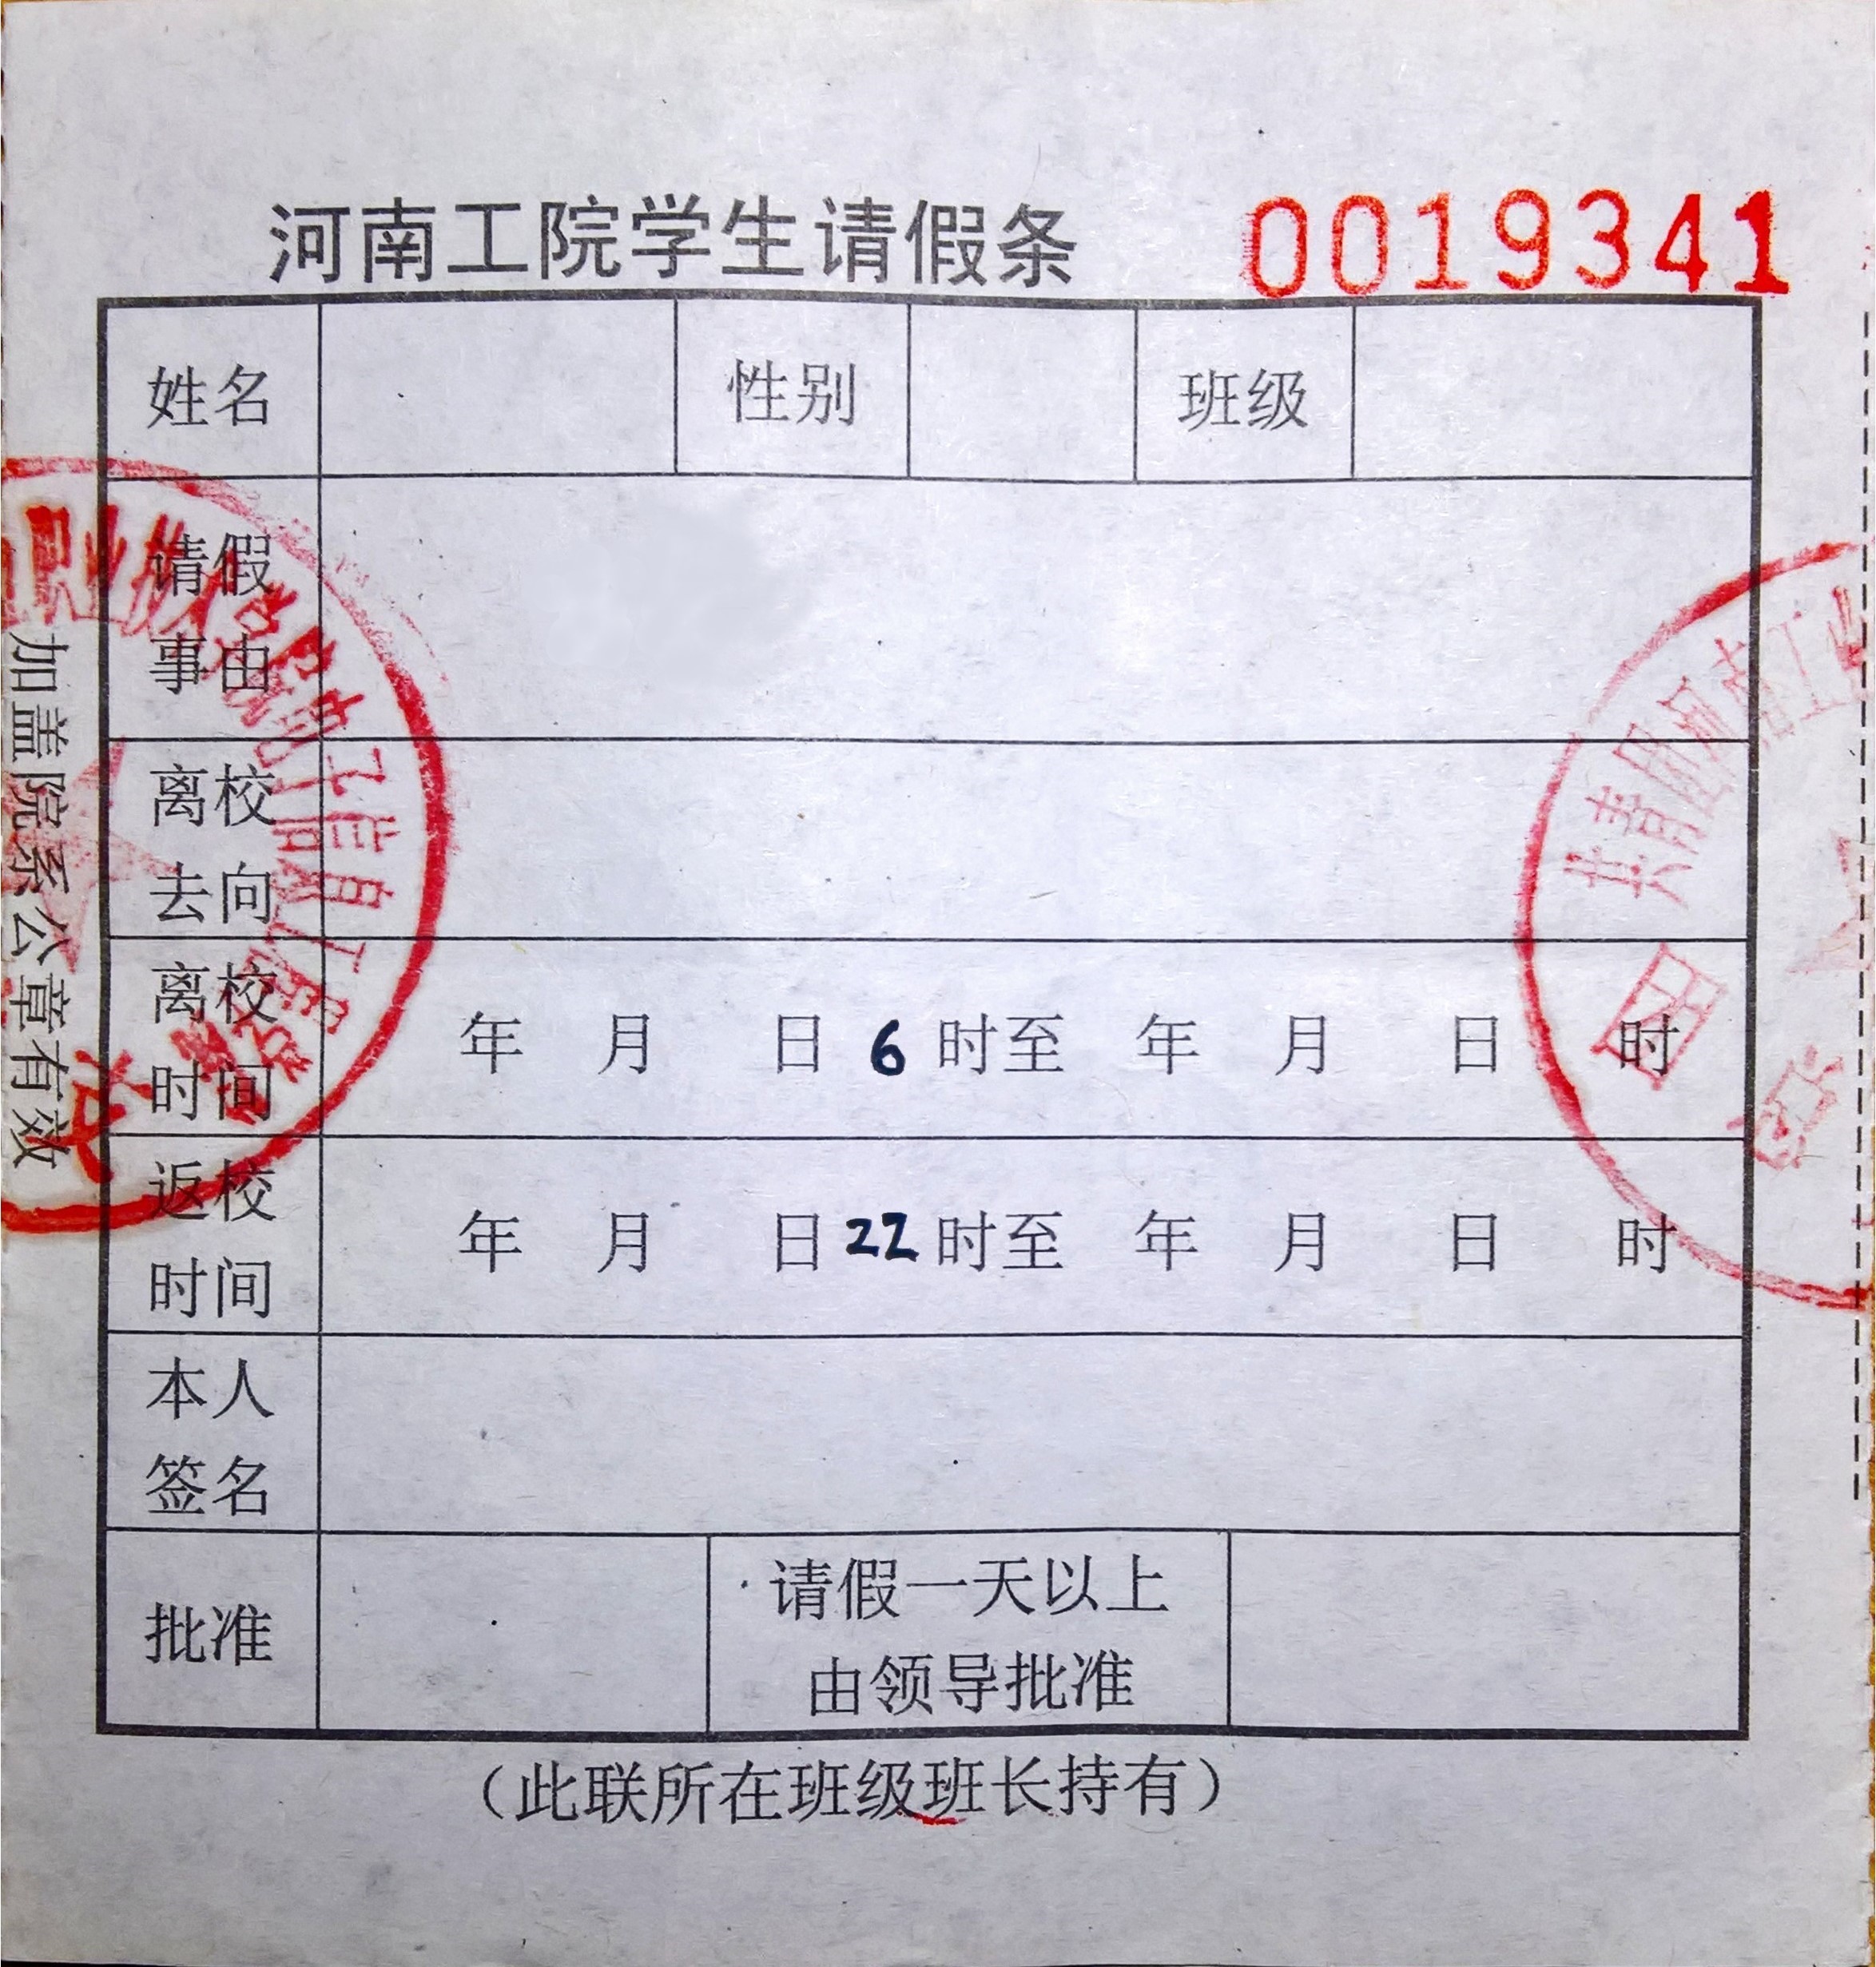 河南工院学生请假条 0019341
姓名 性别 班级
请假
事由
离校
去向
离校
时间
年 月 日 6 时至 年 月 日 时
返校
时间
年 月 日 22 时至 年 月 日 时
本人
签名
批准 请假一天以上
由领导批准
（此联所在班级班长持有）
加盖院系公章有效